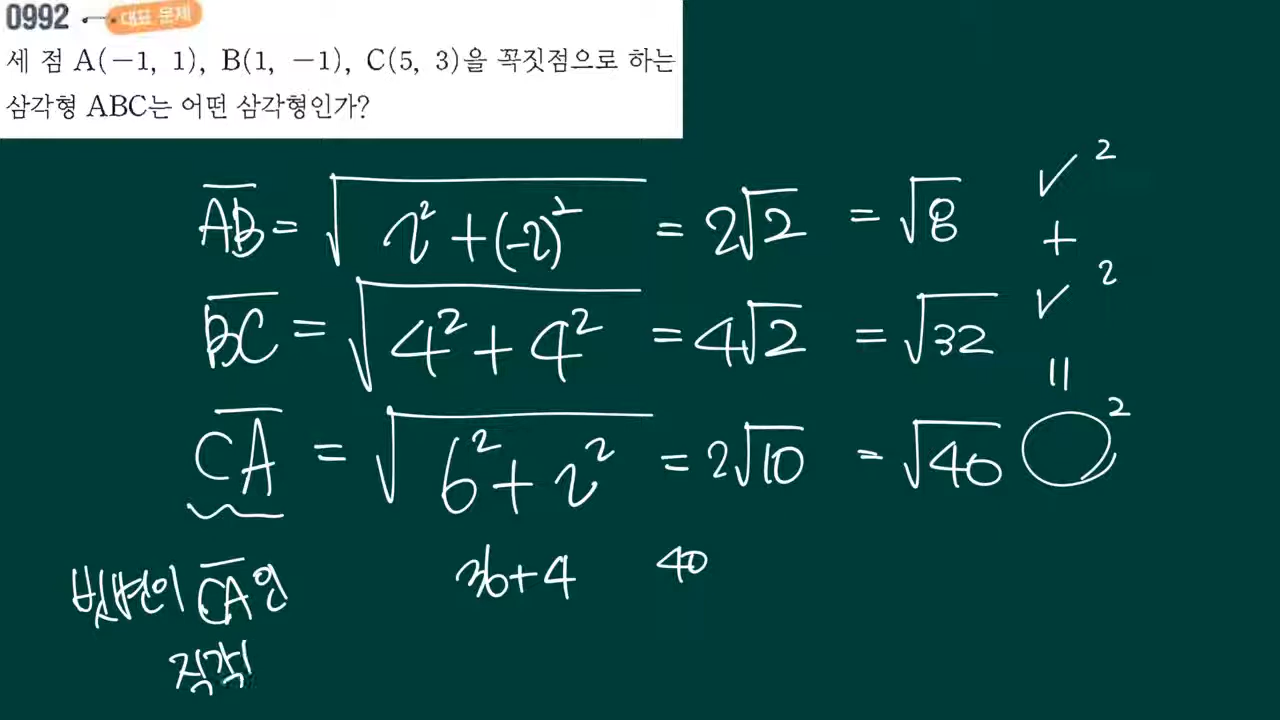 0992 대표 문제
세 점 A(−1, 1), B(1, −1), C(5, 3)을 꼭짓점으로 하는
삼각형 ABC는 어떤 삼각형인가?
AB = √(2² + (−2)²) = 2√2 = √8 ✓²
+
BC = √(4² + 4²) = 4√2 = √32 ✓²
=
CA = √(6² + 2²) = 2√10 = √40 ○²
36+4 40
빗변이 CA인
직각